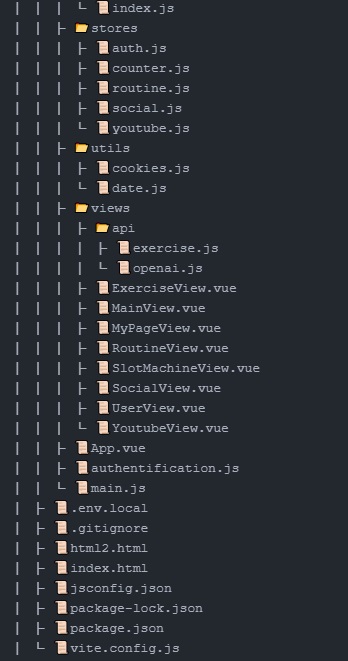 index.js
stores
auth.js
counter.js
routine.js
social.js
youtube.js
utils
cookies.js
date.js
views
api
exercise.js
openai.js
ExerciseView.vue
MainView.vue
MyPageView.vue
RoutineView.vue
SlotMachineView.vue
SocialView.vue
UserView.vue
YoutubeView.vue
App.vue
authentification.js
main.js
.env.local
.gitignore
html2.html
index.html
jsconfig.json
package-lock.json
package.json
vite.config.js